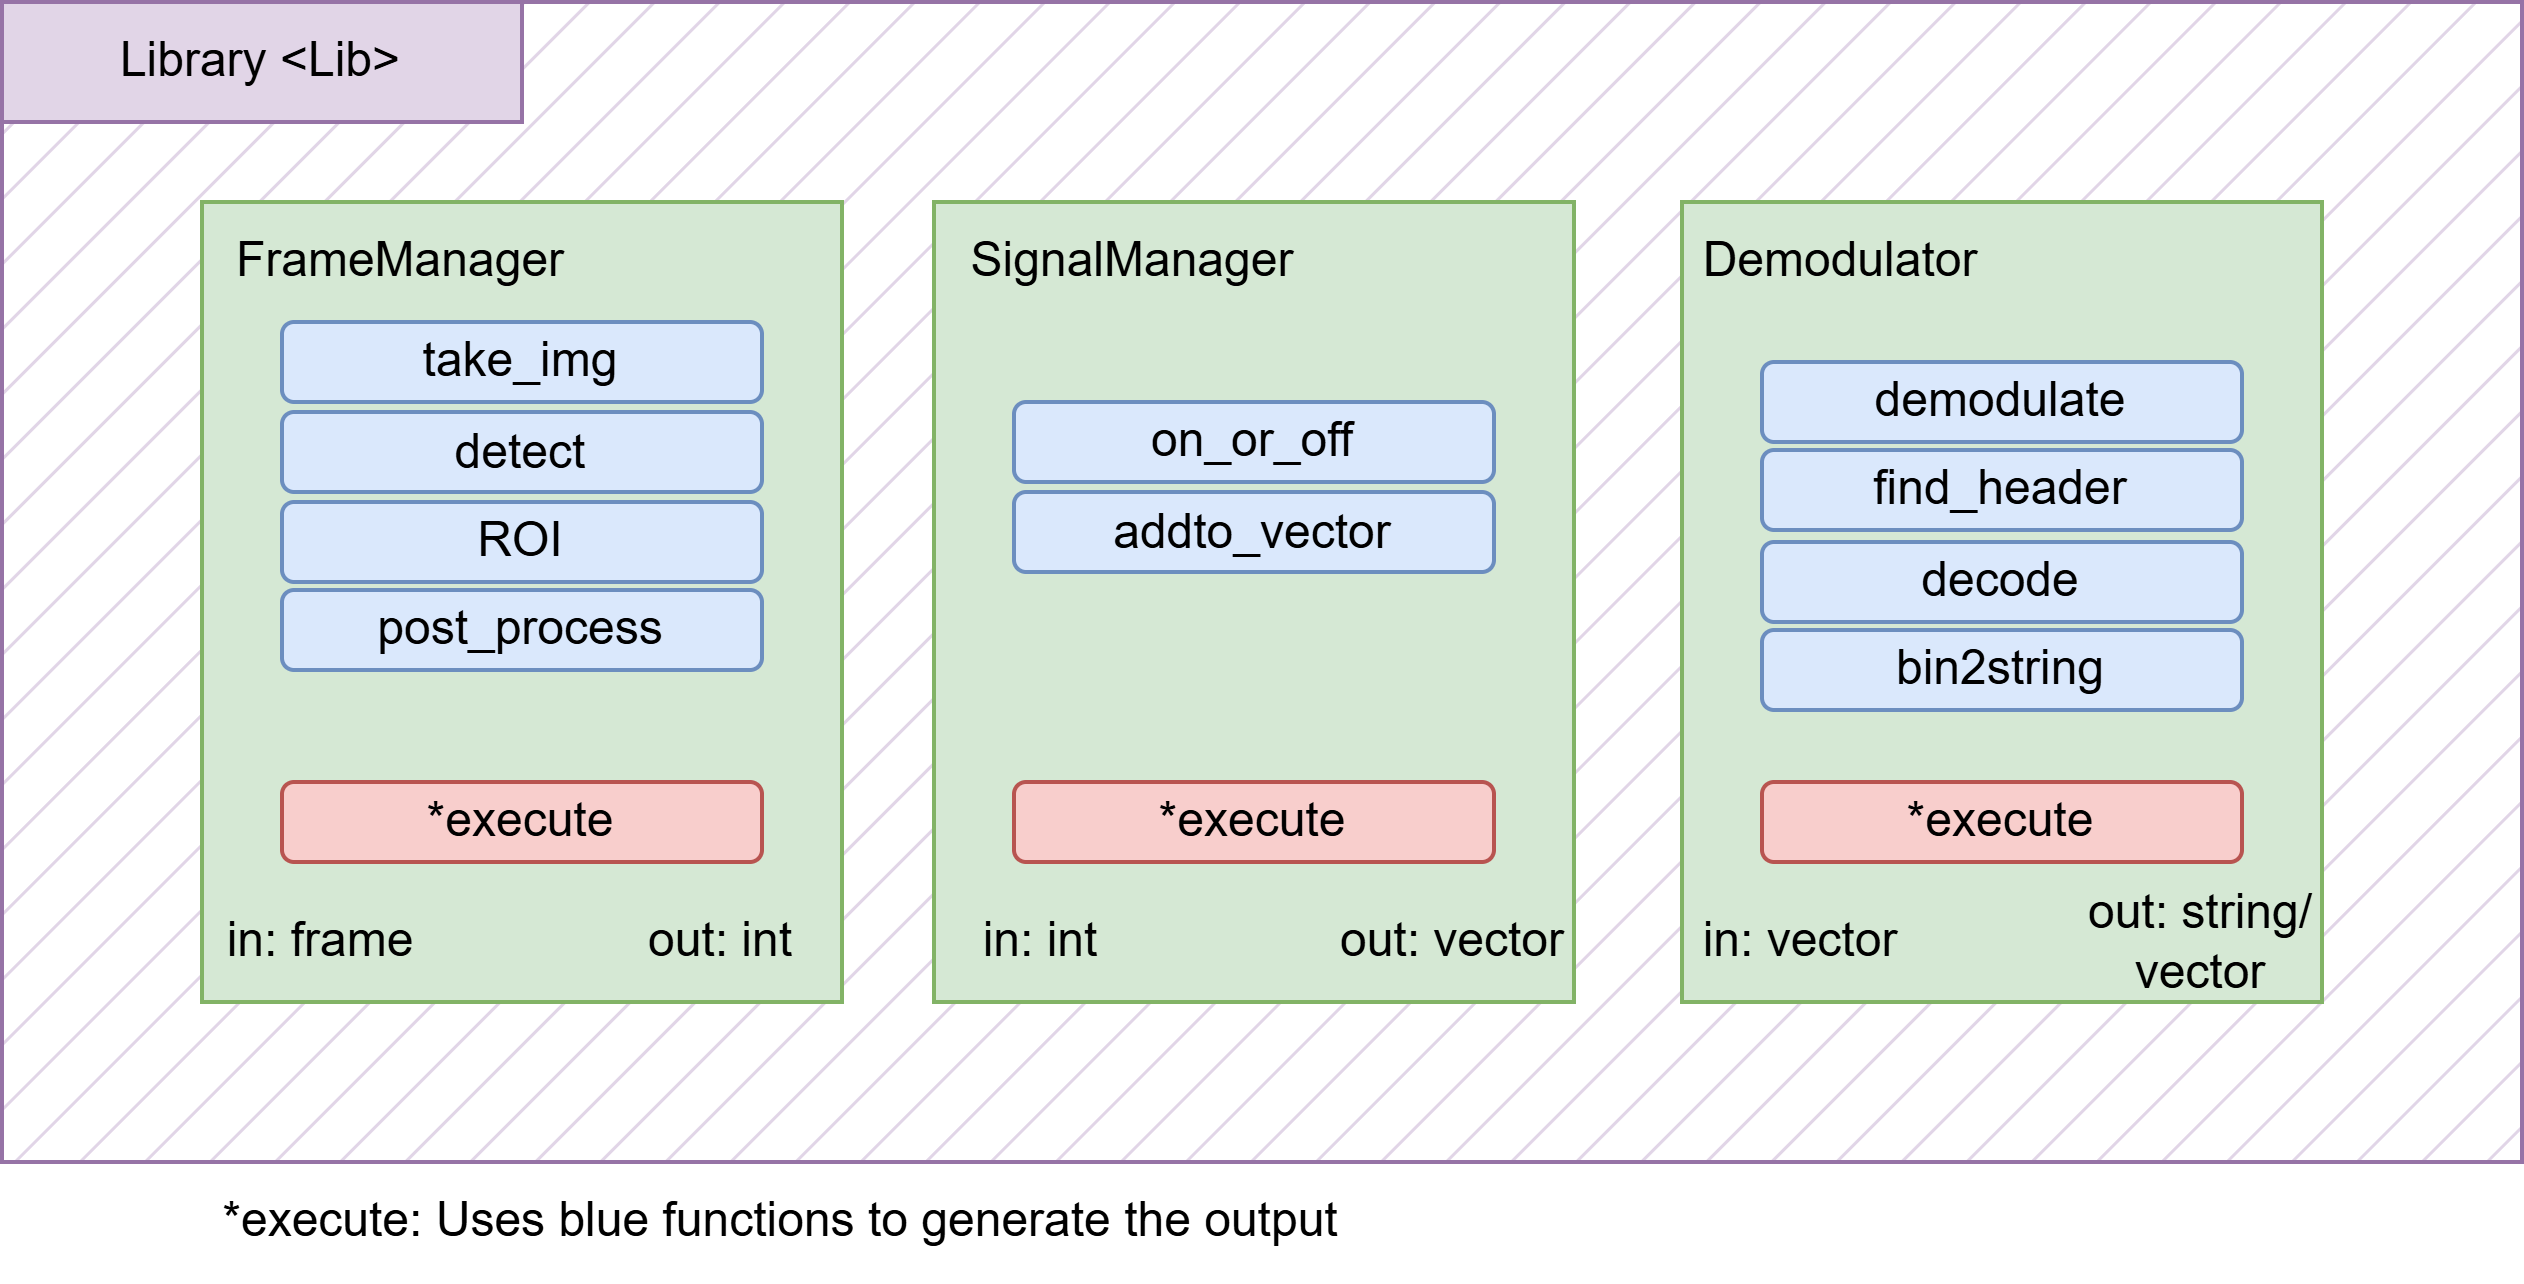 Library <Lib>
FrameManager
take_img
detect
ROI
post_process
*execute
in: frame
out: int
SignalManager
on_or_off
addto_vector
*execute
in: int
out: vector
Demodulator
demodulate
find_header
decode
bin2string
*execute
in: vector
out: string/
vector
*execute: Uses blue functions to generate the output